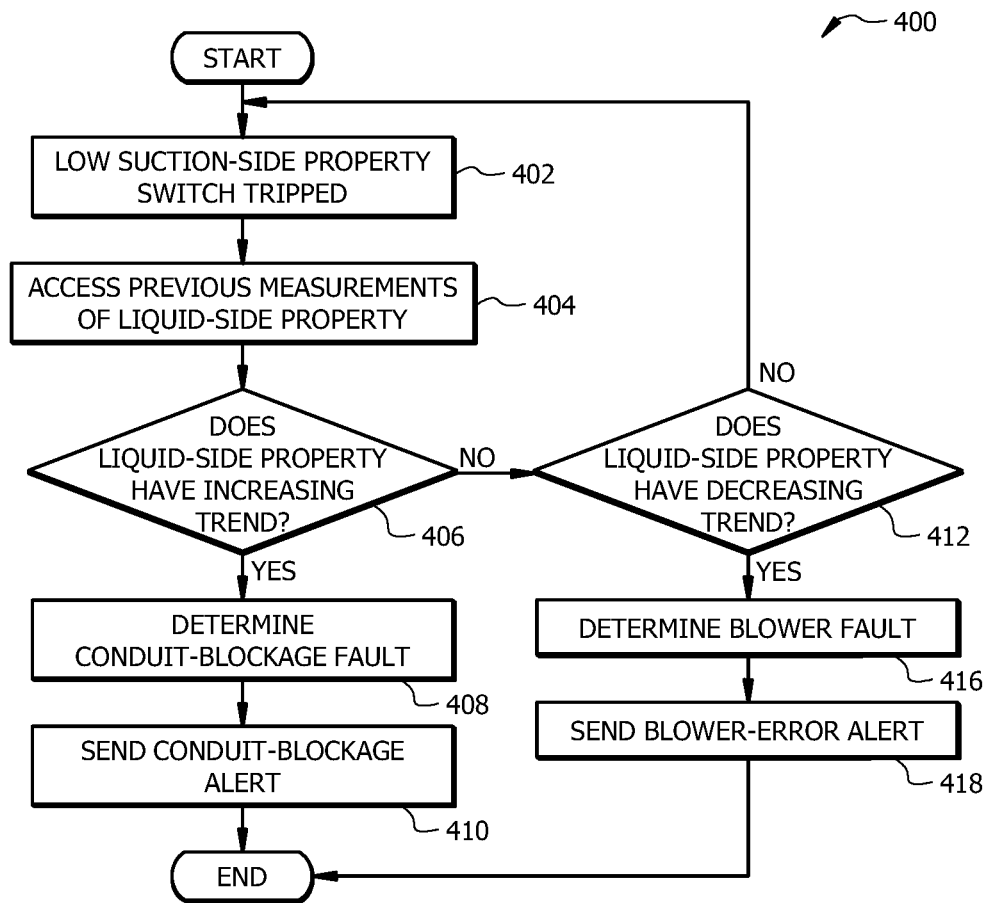 400
START
LOW SUCTION-SIDE PROPERTY
SWITCH TRIPPED
402
ACCESS PREVIOUS MEASUREMENTS
OF LIQUID-SIDE PROPERTY
404
DOES
LIQUID-SIDE PROPERTY
HAVE INCREASING
TREND?
406
NO
YES
DOES
LIQUID-SIDE PROPERTY
HAVE DECREASING
TREND?
412
NO
YES
DETERMINE
CONDUIT-BLOCKAGE FAULT
408
DETERMINE BLOWER FAULT
416
SEND CONDUIT-BLOCKAGE
ALERT
410
SEND BLOWER-ERROR ALERT
418
END